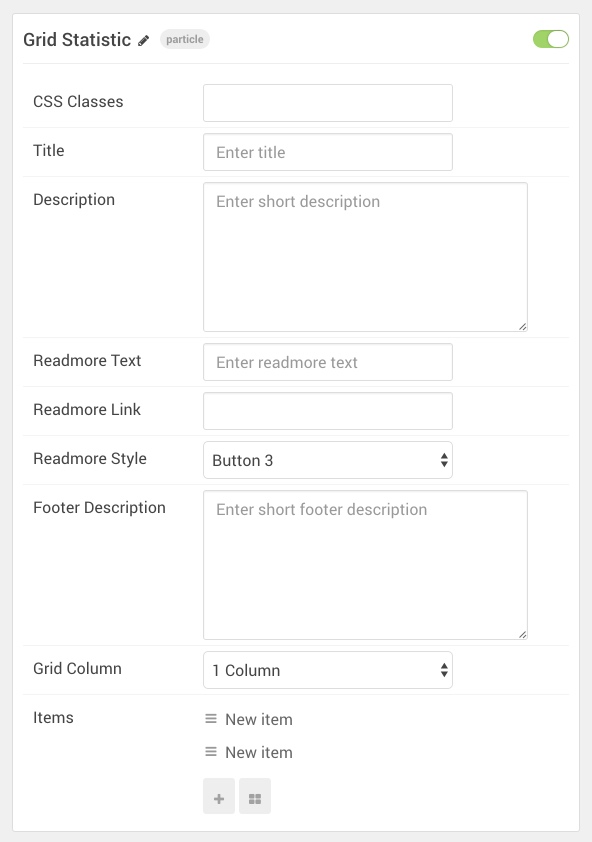 Grid Statistic particle
CSS Classes
Title Enter title
Description Enter short description
Readmore Text Enter readmore text
Readmore Link
Readmore Style Button 3
Footer Description Enter short footer description
Grid Column 1 Column
Items New item
New item